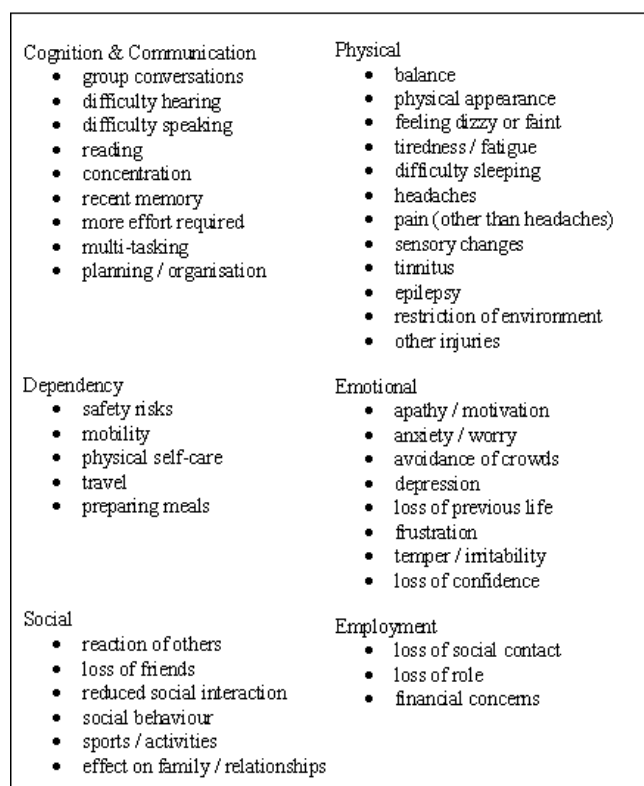 Cognition & Communication
• group conversations
• difficulty hearing
• difficulty speaking
• reading
• concentration
• recent memory
• more effort required
• multi-tasking
• planning / organisation
Physical
• balance
• physical appearance
• feeling dizzy or faint
• tiredness / fatigue
• difficulty sleeping
• headaches
• pain (other than headaches)
• sensory changes
• tinnitus
• epilepsy
• restriction of environment
• other injuries
Dependency
• safety risks
• mobility
• physical self-care
• travel
• preparing meals
Emotional
• apathy / motivation
• anxiety / worry
• avoidance of crowds
• depression
• loss of previous life
• frustration
• temper / irritability
• loss of confidence
Social
• reaction of others
• loss of friends
• reduced social interaction
• social behaviour
• sports / activities
• effect on family / relationships
Employment
• loss of social contact
• loss of role
• financial concerns